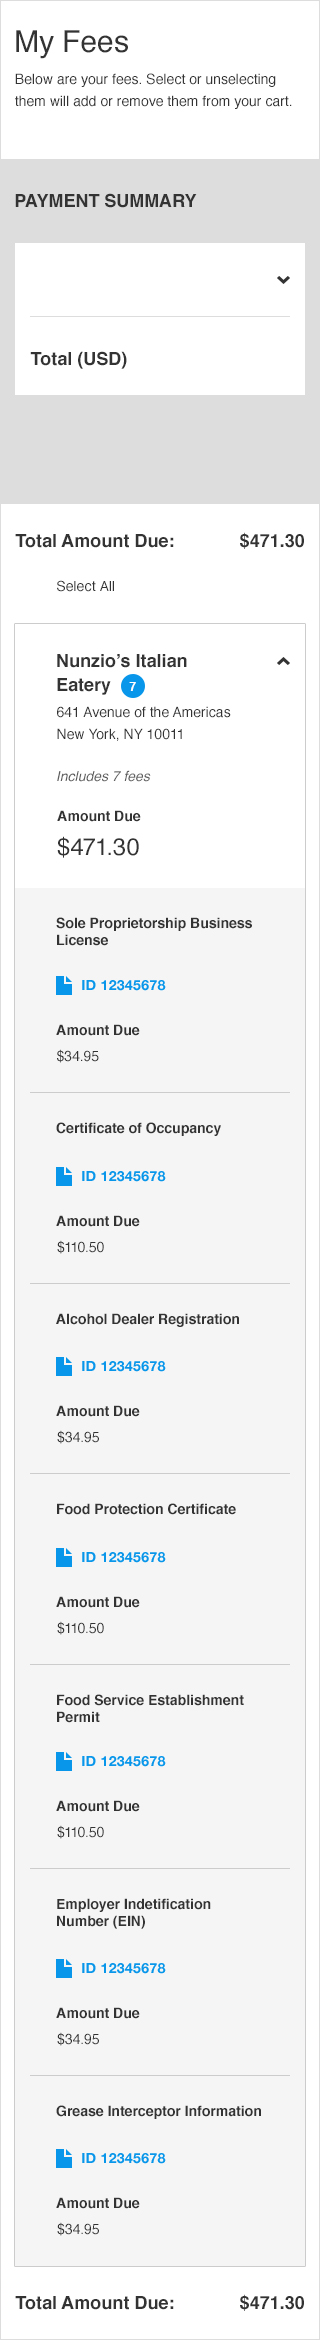 My Fees
Below are your fees. Select or unselecting
them will add or remove them from your cart.
PAYMENT SUMMARY
Total (USD)
Total Amount Due: $471.30
Select All
Nunzio’s Italian
Eatery 7
641 Avenue of the Americas
New York, NY 10011
Includes 7 fees
Amount Due
$471.30
Sole Proprietorship Business
License
ID 12345678
Amount Due
$34.95
Certificate of Occupancy
ID 12345678
Amount Due
$110.50
Alcohol Dealer Registration
ID 12345678
Amount Due
$34.95
Food Protection Certificate
ID 12345678
Amount Due
$110.50
Food Service Establishment
Permit
ID 12345678
Amount Due
$110.50
Employer Indetification
Number (EIN)
ID 12345678
Amount Due
$34.95
Grease Interceptor Information
ID 12345678
Amount Due
$34.95
Total Amount Due: $471.30